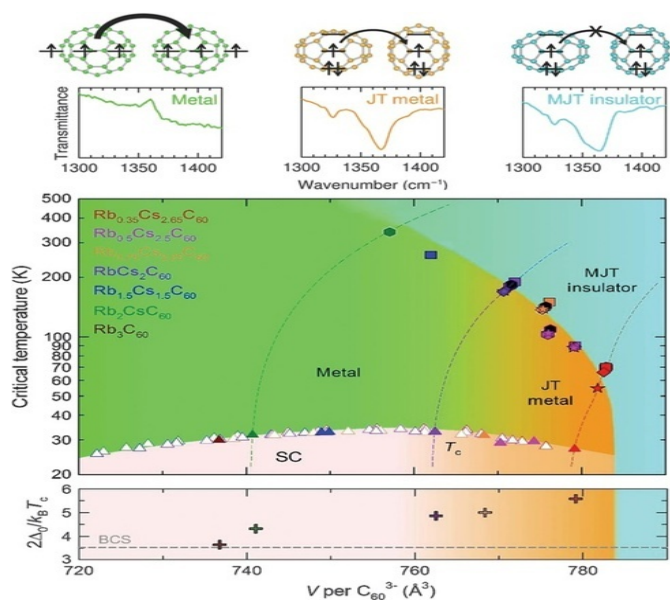 Metal
JT metal
MJT insulator
Transmittance
1300 1400
1300 1400
1300 1400
Wavenumber (cm⁻¹)
Critical temperature (K)
500
400
300
200
100
90
80
70
60
50
40
30
20
Rb0.35Cs2.65C60
Rb0.5Cs2.5C60
RbCs2C60
Rb1.5Cs1.5C60
Rb2CsC60
Rb3C60
MJT
insulator
Metal
JT
metal
SC
Tc
2Δ0/kBTc
6
5
4
3
BCS
720 740 760 780
V per C60³⁻ (Å³)